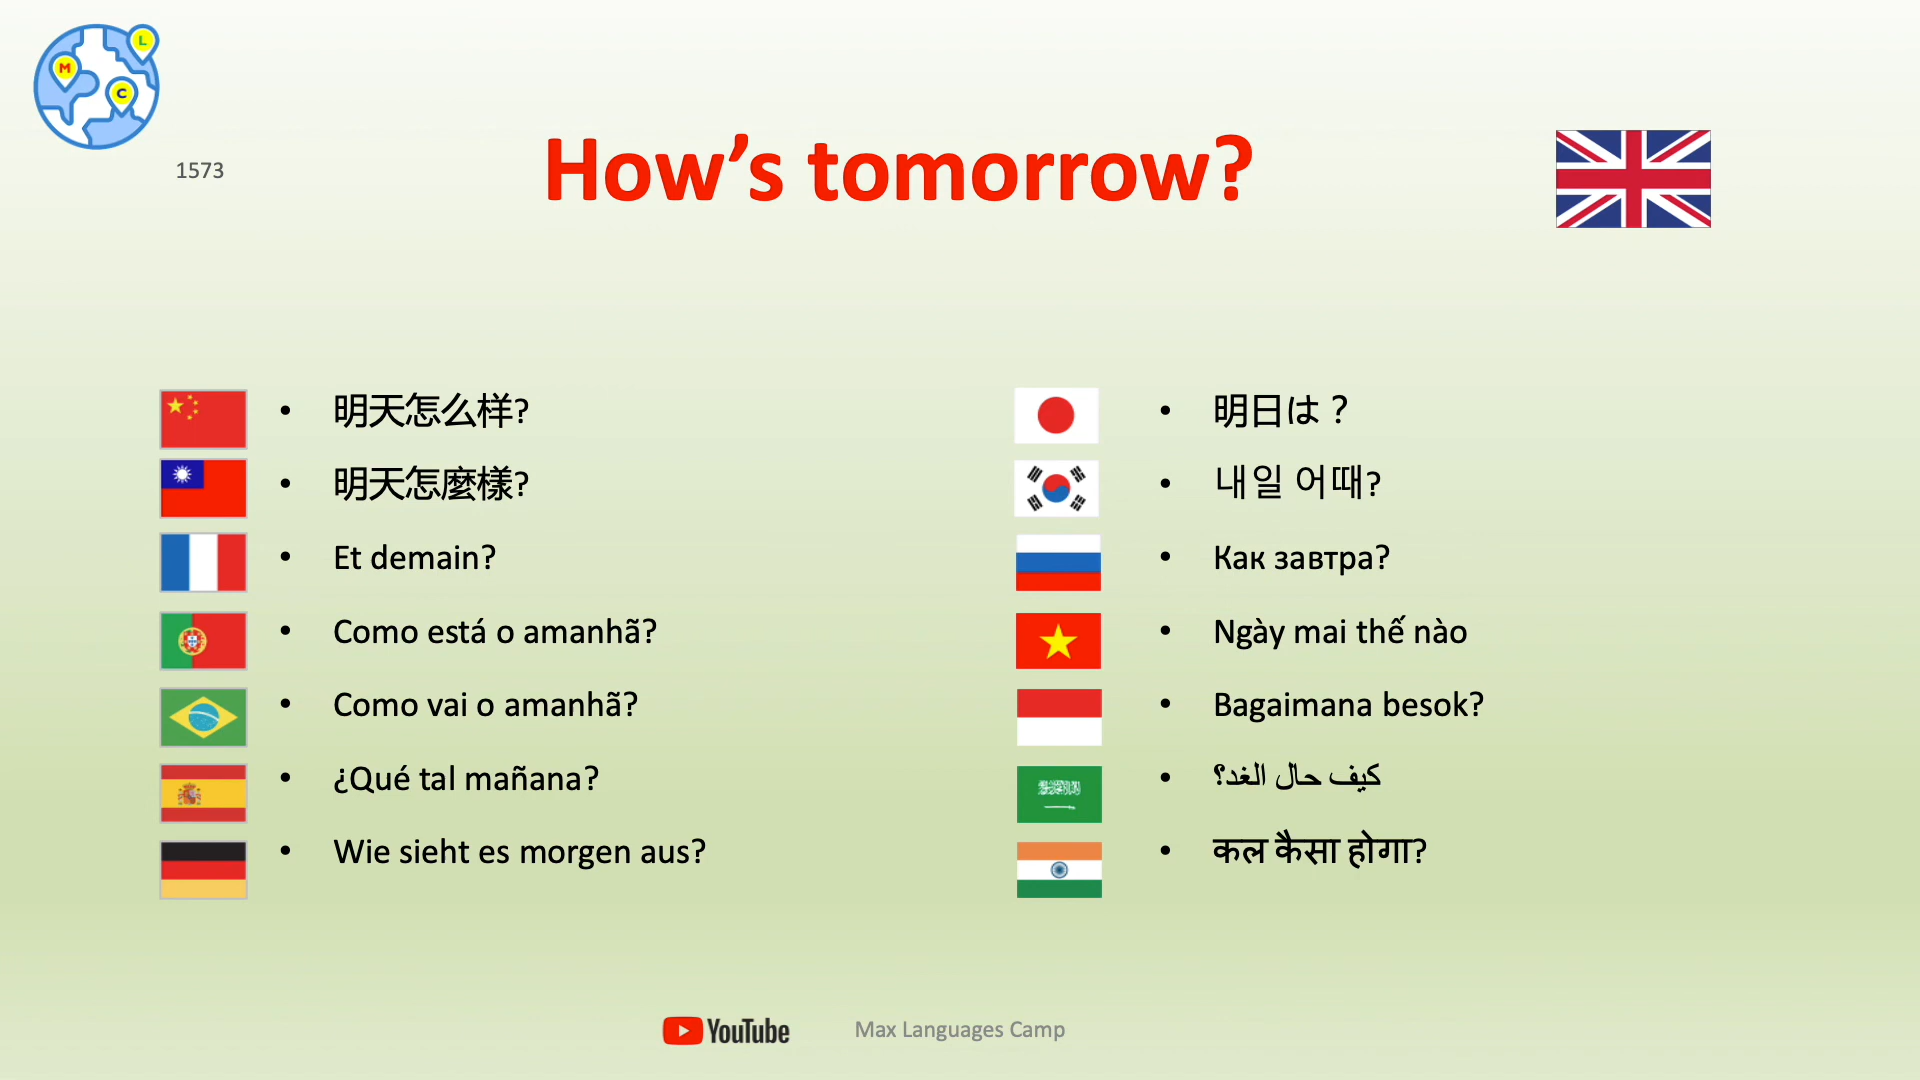 L
M
C
1573
How’s tomorrow?
• 明天怎么样?
• 明天怎麼樣?
• Et demain?
• Como está o amanhã?
• Como vai o amanhã?
• ¿Qué tal mañana?
• Wie sieht es morgen aus?
• 明日は？
• 내일 어때?
• Как завтра?
• Ngày mai thế nào
• Bagaimana besok?
• كيف حال الغد؟
• कल कैसा होगा?
YouTube
Max Languages Camp